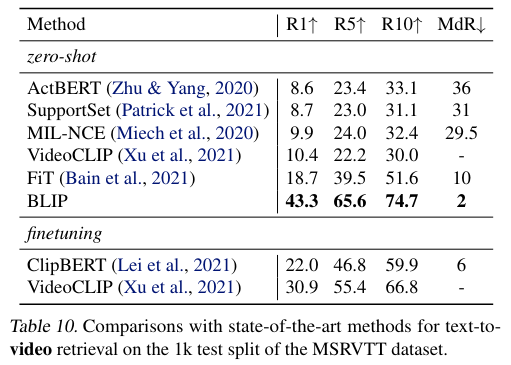 Method R1↑ R5↑ R10↑ MdR↓
zero-shot
ActBERT (Zhu & Yang, 2020) 8.6 23.4 33.1 36
SupportSet (Patrick et al., 2021) 8.7 23.0 31.1 31
MIL-NCE (Miech et al., 2020) 9.9 24.0 32.4 29.5
VideoCLIP (Xu et al., 2021) 10.4 22.2 30.0 -
FiT (Bain et al., 2021) 18.7 39.5 51.6 10
BLIP 43.3 65.6 74.7 2
finetuning
ClipBERT (Lei et al., 2021) 22.0 46.8 59.9 6
VideoCLIP (Xu et al., 2021) 30.9 55.4 66.8 -
Table 10. Comparisons with state-of-the-art methods for text-to-
video retrieval on the 1k test split of the MSRVTT dataset.